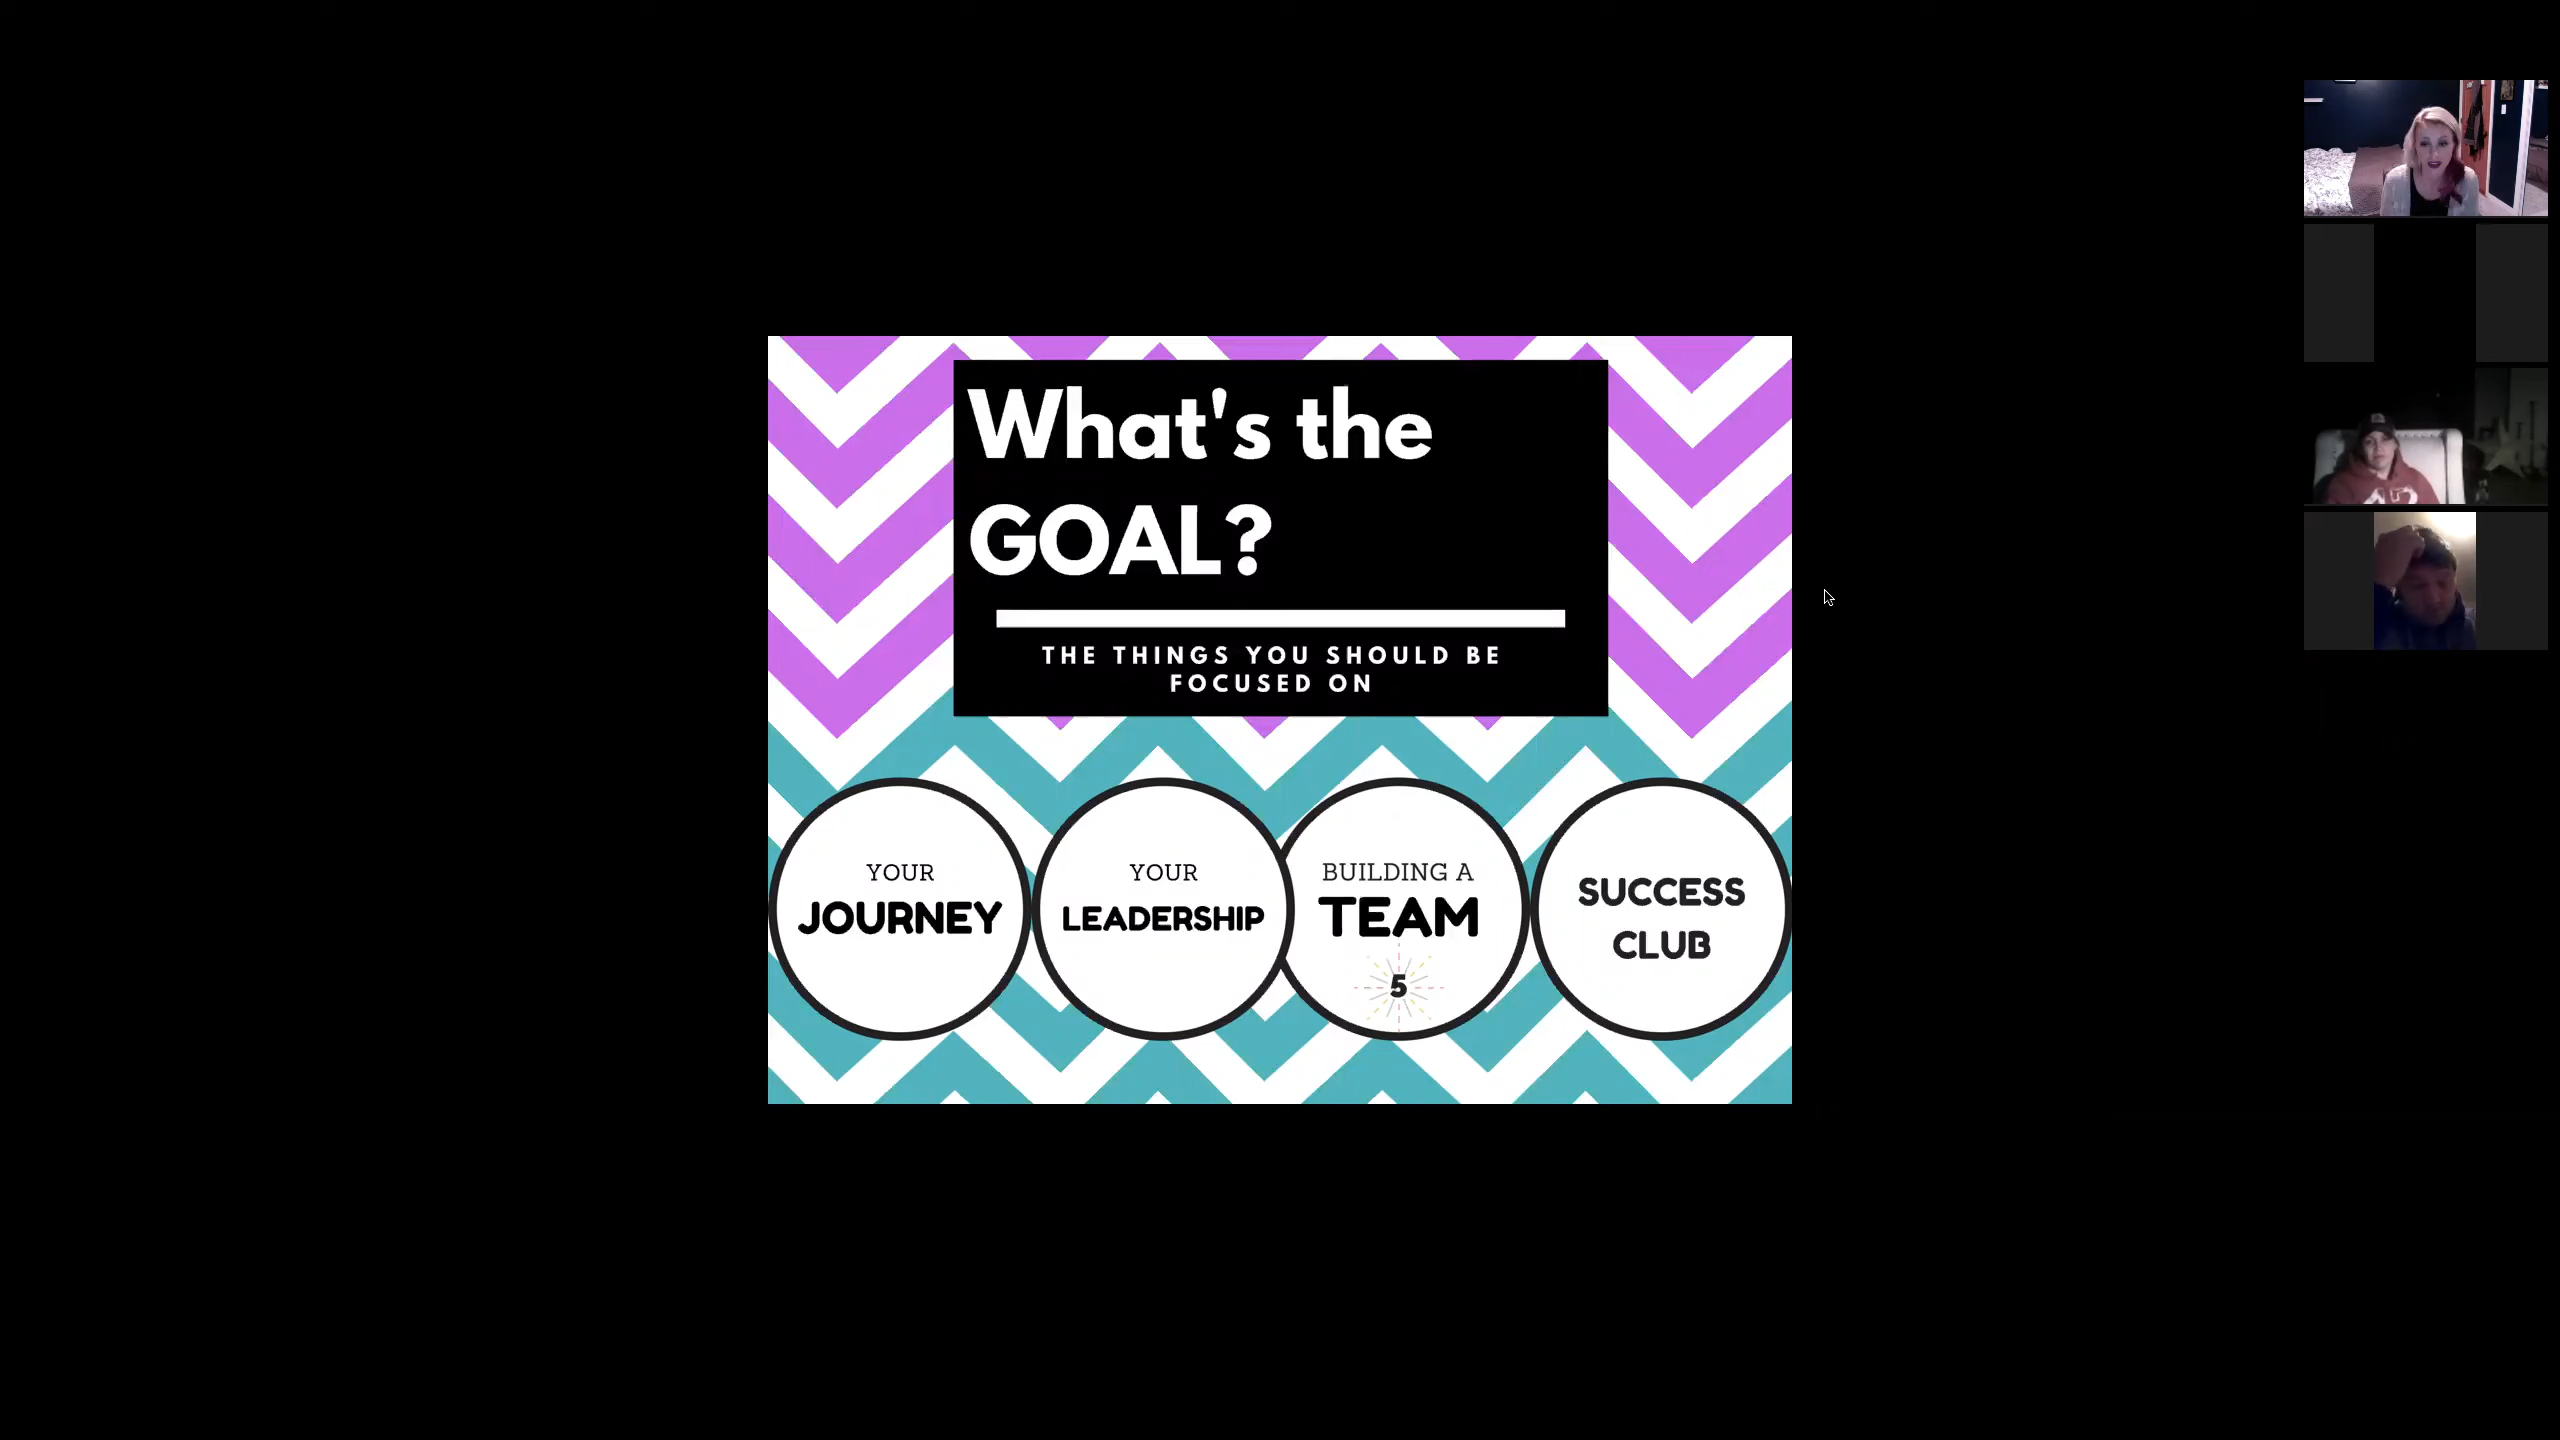 What's the
GOAL?
THE THINGS YOU SHOULD BE
FOCUSED ON
YOUR
JOURNEY
YOUR
LEADERSHIP
BUILDING A
TEAM
5
SUCCESS
CLUB